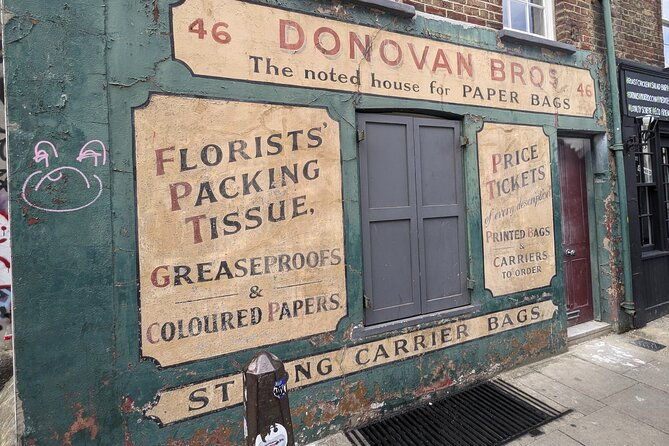 46 DONOVAN BROS. 46
The noted house for PAPER BAGS
FLORISTS'
PACKING
TISSUE,
GREASEPROOFS
&
COLOURED PAPERS.
PRICE
TICKETS
of every description
PRINTED BAGS
&
CARRIERS
TO ORDER
STRONG CARRIER BAGS.